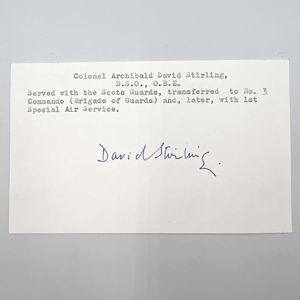 Colonel Archibald David Stirling,
D.S.O., O.B.E.
Served with the Scots Guards, transferred to No. 3
Commando (Brigade of Guards) and, later, with 1st
Special Air Service.
David Stirling.